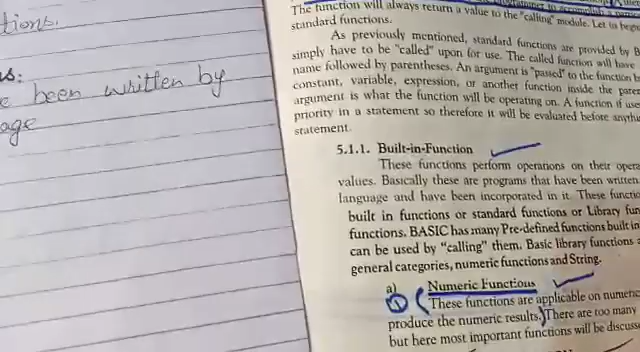 tions.
s:
e been written by
age
The function will always return a value to the "calling" module. Let
standard functions.
As previously mentioned, standard functions are provided by
simply have to be "called" upon for use. The called function will have
name followed by parentheses. An argument is "passed" to the function
constant, variable, expression, or another function inside the
argument is what the function will be operating on. A function if
priority in a statement so therefore it will be evaluated before
statement.
5.1.1. Built-in-Function
These functions perform operations on their
values. Basically these are programs that have been written
language and have been incorporated in it. These
built in functions or standard functions or Library
functions. BASIC has many Pre-defined functions built in
can be used by "calling" them. Basic library functions
general categories, numeric functions and String.
a) Numeric Functions
(These functions are applicable on
produce the numeric results.) There are too many
but here most important functions will be